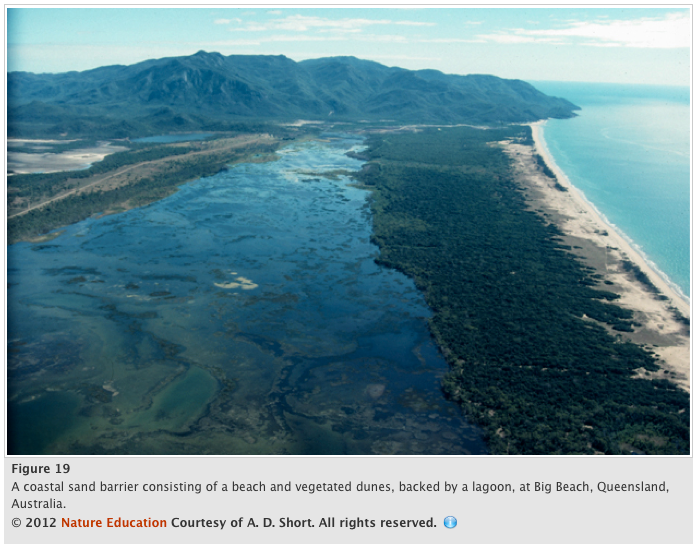 Figure 19
A coastal sand barrier consisting of a beach and vegetated dunes, backed by a lagoon, at Big Beach, Queensland,
Australia.
© 2012 Nature Education Courtesy of A. D. Short. All rights reserved.